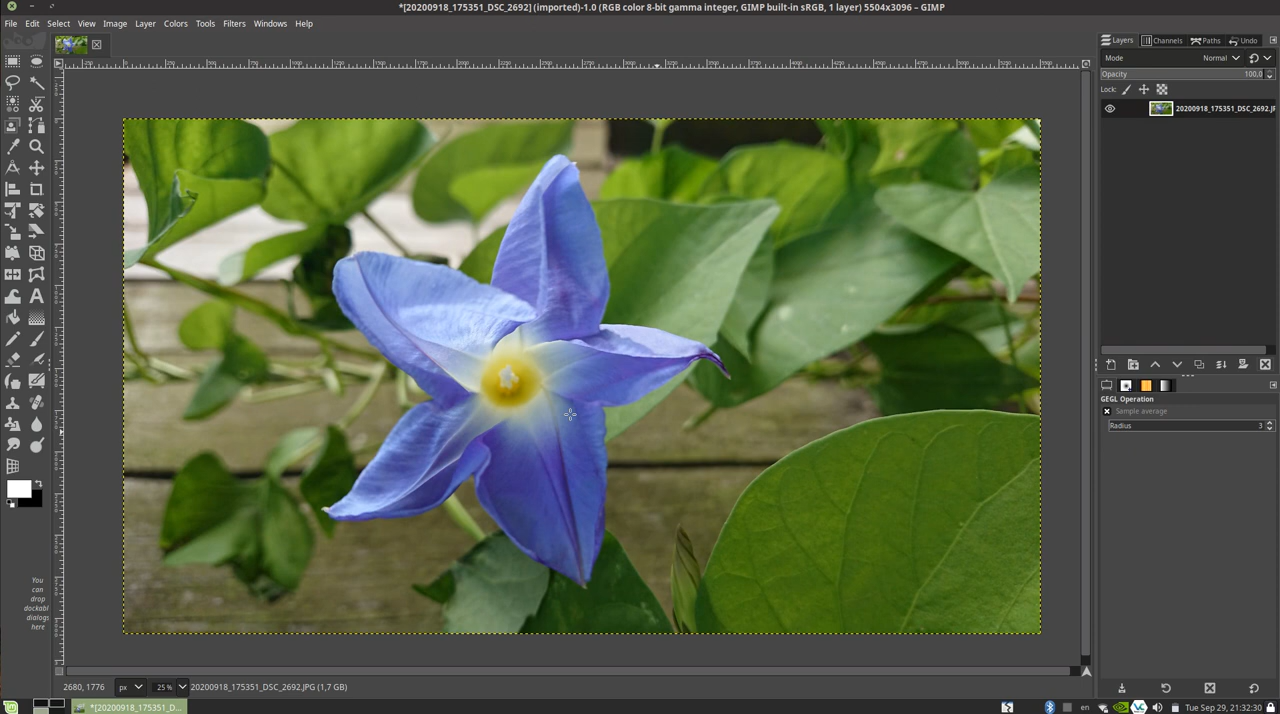 *[20200918_175351_DSC_2692] (imported)-1.0 (RGB color 8-bit gamma integer, GIMP built-in sRGB, 1 layer) 5504x3096 – GIMP
File Edit Select View Image Layer Colors Tools Filters Windows Help
Layers Channels Paths Undo
Mode Normal
Opacity 100,0
Lock:
20200918_175351_DSC_2692.JP
GEGL Operation
Sample average
Radius 3
You
can
drop
dockabl
dialogs
here
2680, 1776 px 25 % 20200918_175351_DSC_2692.JPG (1,7 GB)
*[20200918_175351_D... en Tue Sep 29, 21:32:30